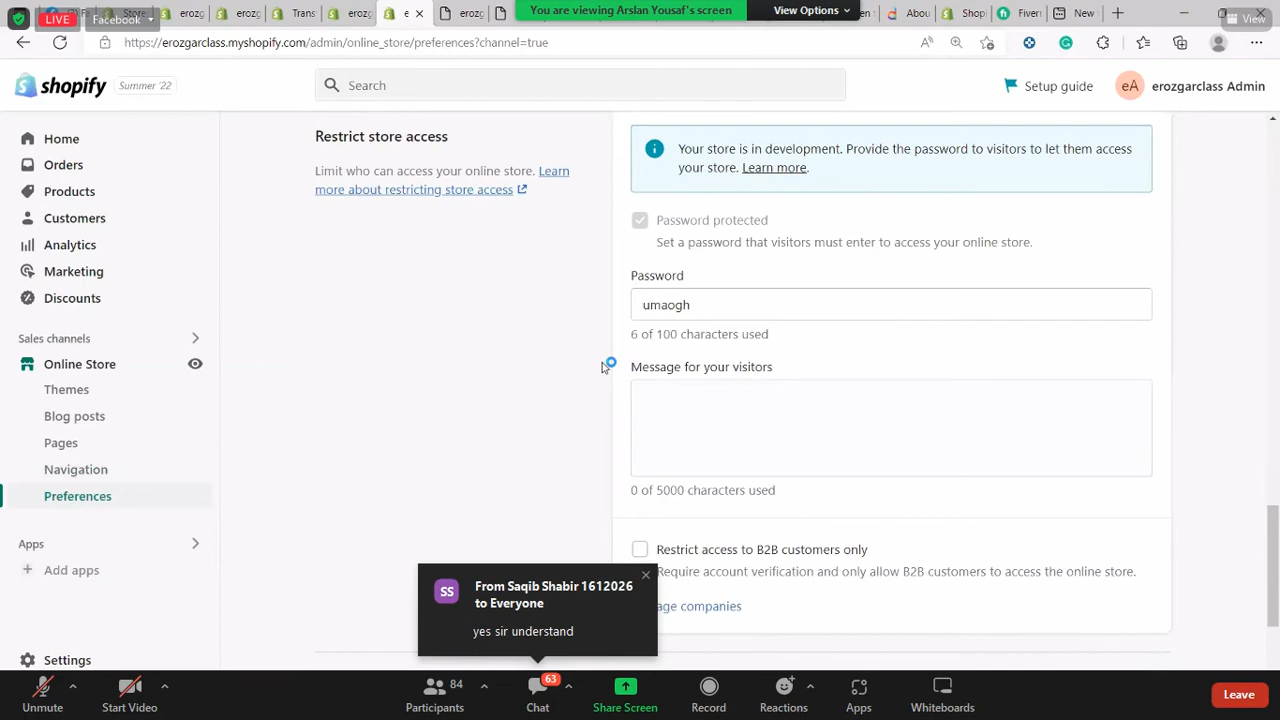 LIVE
Facebook
Store
erozg
erozg
Tran
erozg
e
You are viewing Arslan Yousaf's screen
View Options
Abou
Shop
New
View
https://erozgarclass.myshopify.com/admin/online_store/preferences?channel=true
shopify
Summer '22
Search
Setup guide
eA
erozgarclass Admin
Home
Orders
Products
Customers
Analytics
Marketing
Discounts
Sales channels
Online Store
Themes
Blog posts
Pages
Navigation
Preferences
Apps
Add apps
Settings
Restrict store access
Limit who can access your online store. Learn
more about restricting store access
Your store is in development. Provide the password to visitors to let them access
your store. Learn more.
Password protected
Set a password that visitors must enter to access your online store.
Password
umaogh
6 of 100 characters used
Message for your visitors
0 of 5000 characters used
Restrict access to B2B customers only
Require account verification and only allow B2B customers to access the online store.
age companies
SS
From Saqib Shabir 1612026
to Everyone
yes sir understand
Unmute
Start Video
84
Participants
63
Chat
Share Screen
Record
Reactions
Apps
Whiteboards
Leave